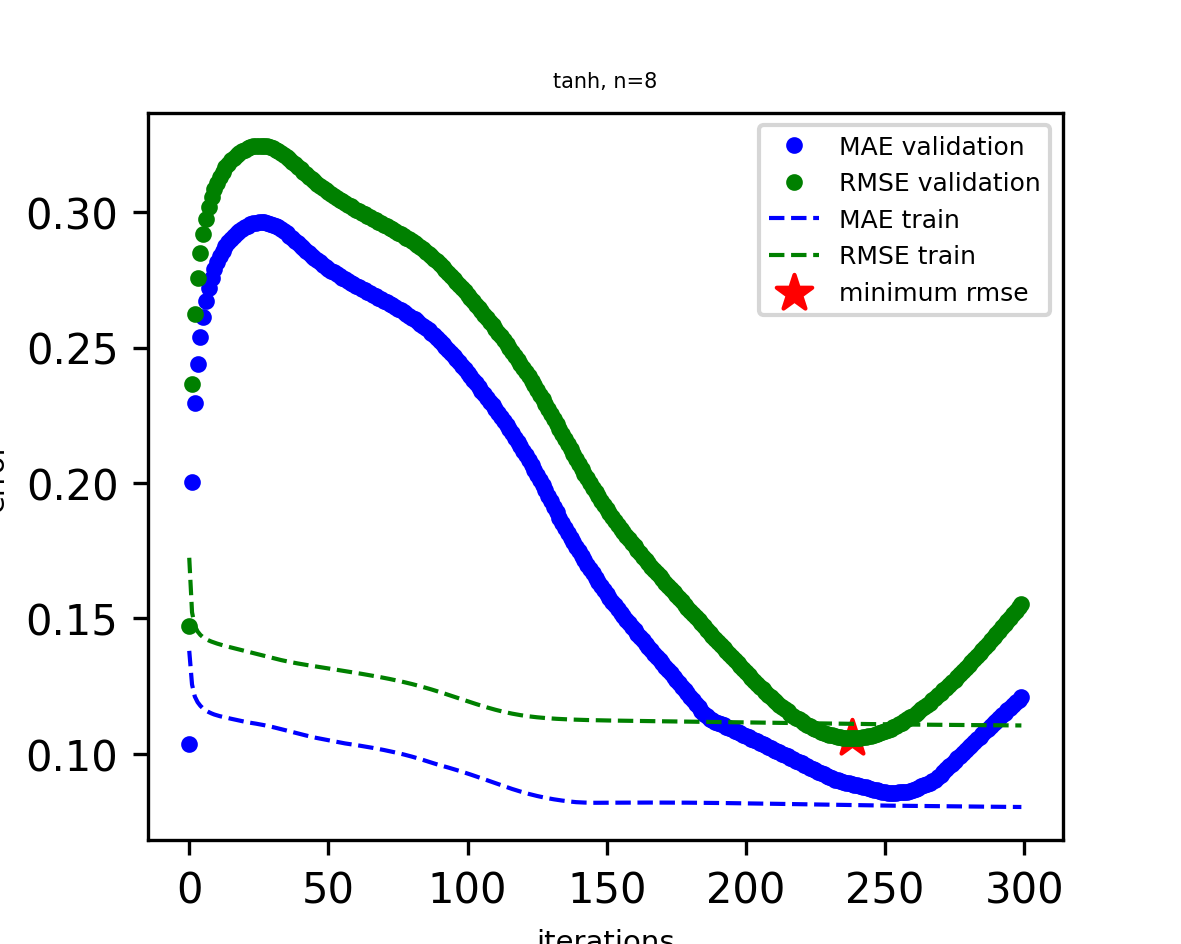 tanh, n=8
MAE validation
RMSE validation
MAE train
RMSE train
minimum rmse
0.30
0.25
0.20
0.15
0.10
0 50 100 150 200 250 300
iterations